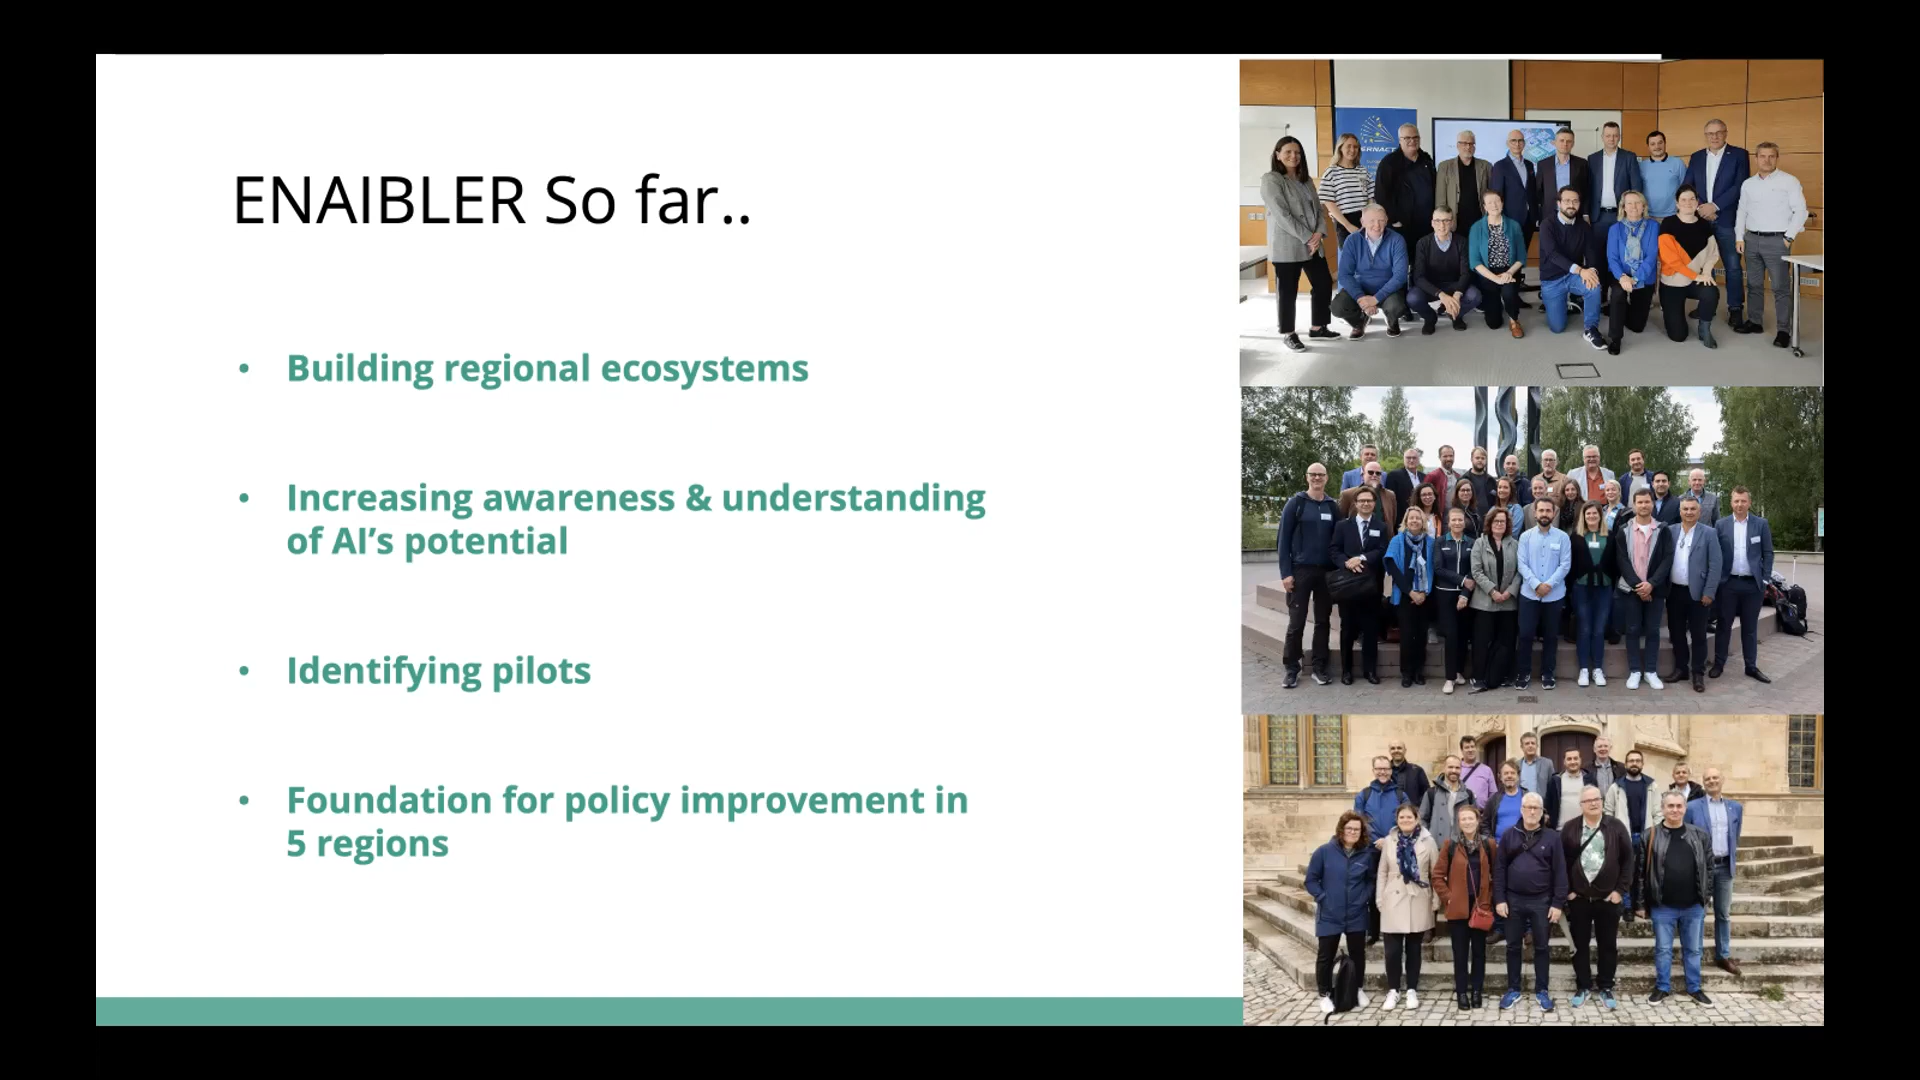 ENAIBLER So far..
• Building regional ecosystems
• Increasing awareness & understanding
of AI’s potential
• Identifying pilots
• Foundation for policy improvement in
5 regions
ERNACT